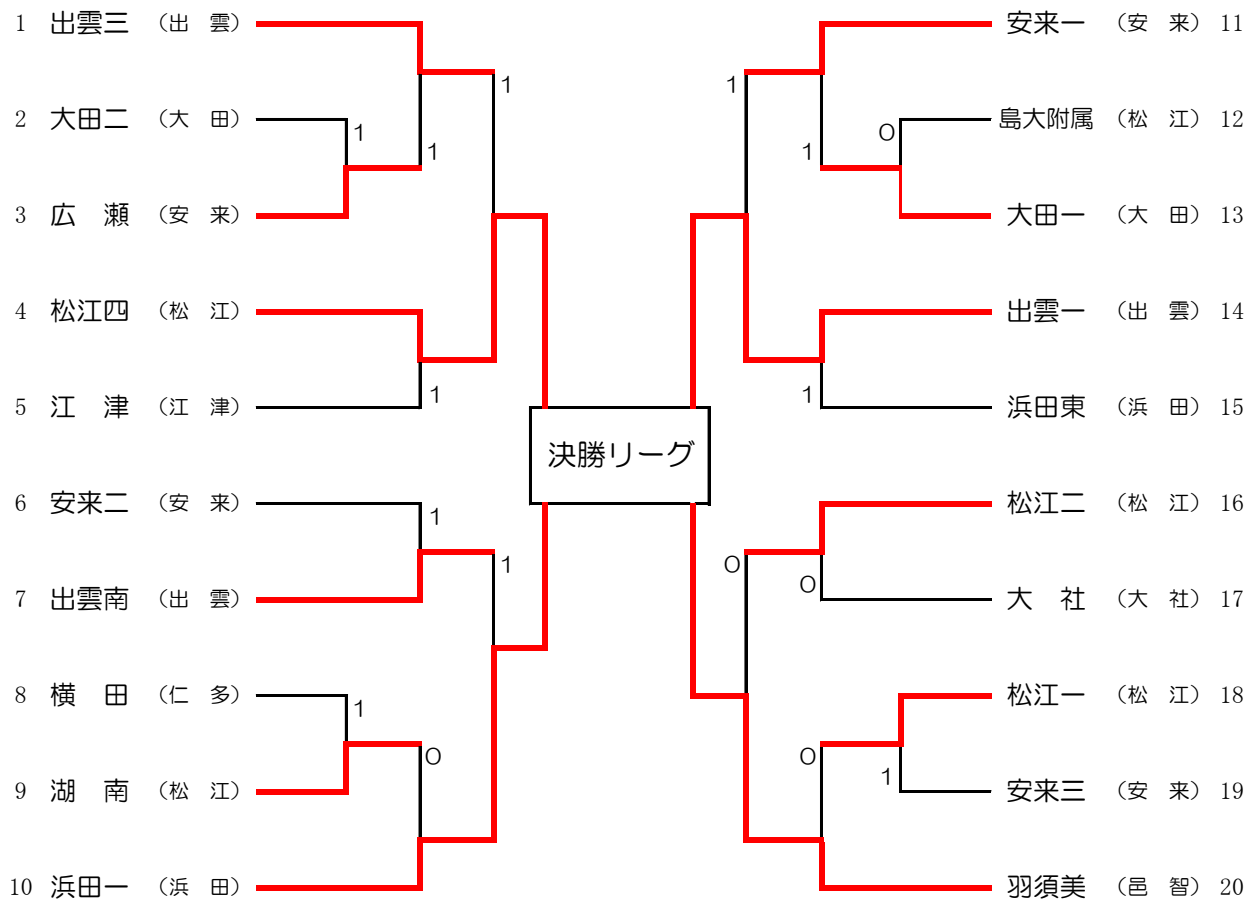 1 出雲三 （出 雲）
2 大田二 （大 田）
3 広 瀬 （安 来）
4 松江四 （松 江）
5 江 津 （江 津）
6 安来二 （安 来）
7 出雲南 （出 雲）
8 横 田 （仁 多）
9 湖 南 （松 江）
10 浜田一 （浜 田）
1
1
1
1
1
1
1
0
決勝リーグ
1
0
1
1
0
0
0
1
安来一 （安 来） 11
島大附属 （松 江） 12
大田一 （大 田） 13
出雲一 （出 雲） 14
浜田東 （浜 田） 15
松江二 （松 江） 16
大 社 （大 社） 17
松江一 （松 江） 18
安来三 （安 来） 19
羽須美 （邑 智） 20